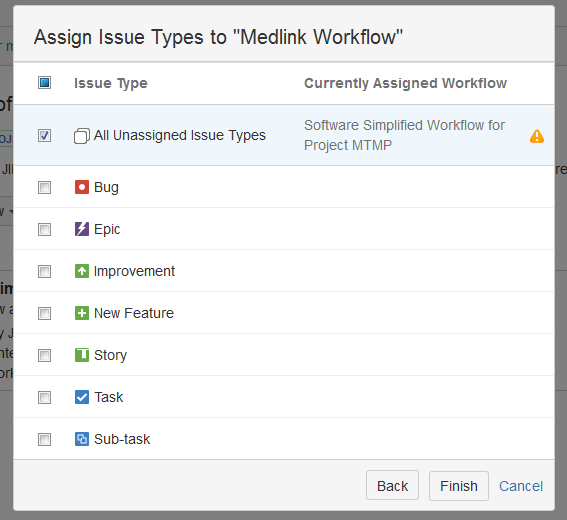 Assign Issue Types to "Medlink Workflow"
Issue Type Currently Assigned Workflow
All Unassigned Issue Types Software Simplified Workflow for
Project MTMP
Bug
Epic
Improvement
New Feature
Story
Task
Sub-task
Back Finish Cancel